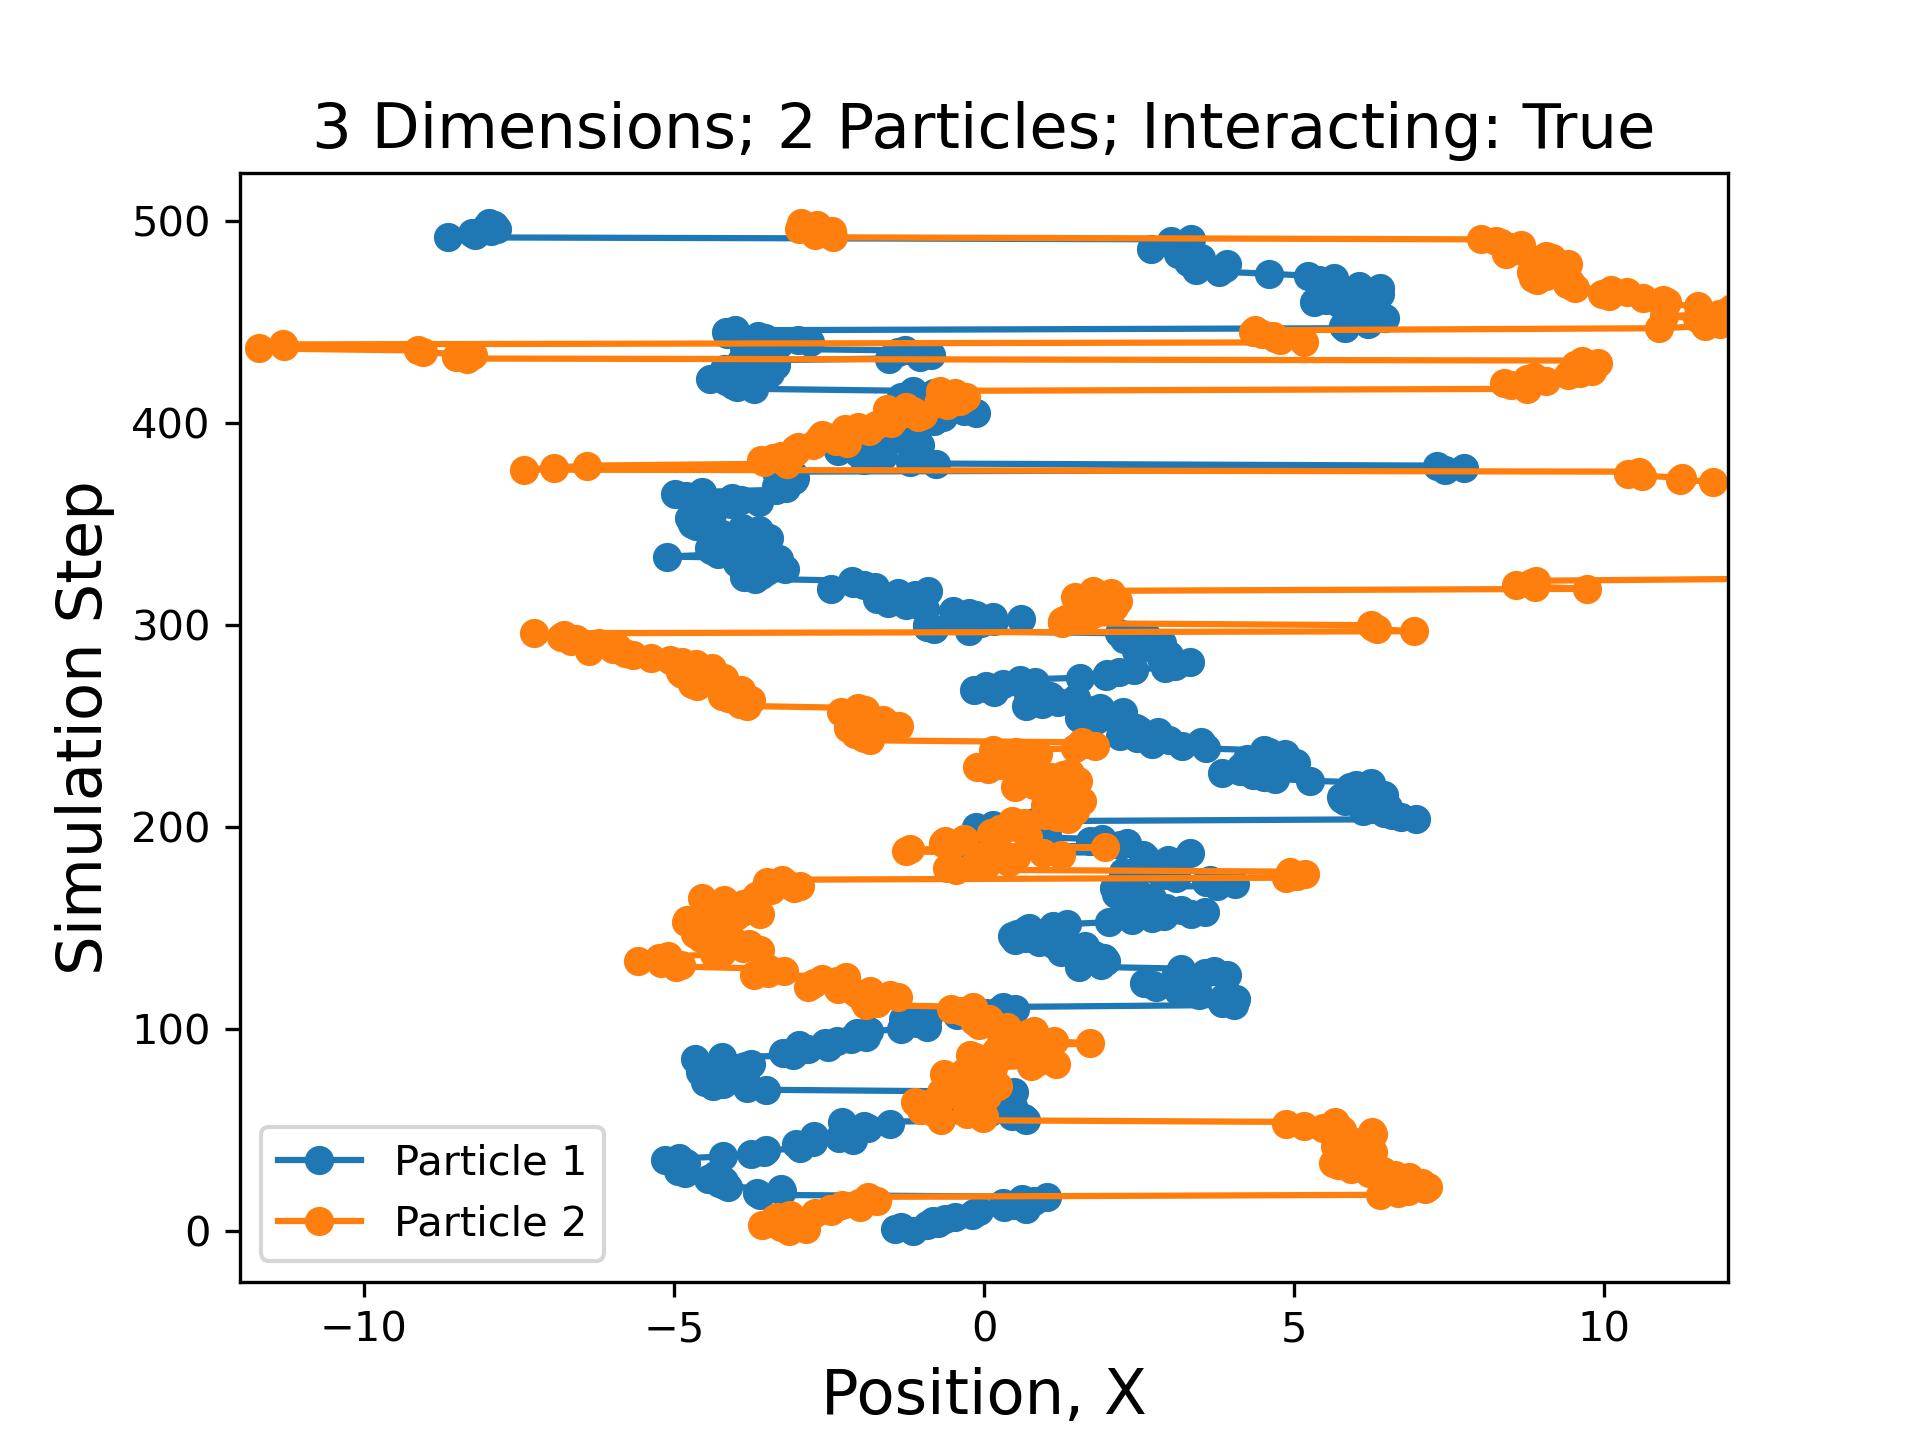 3 Dimensions; 2 Particles; Interacting: True
500
400
300
200
100
0
Simulation Step
Particle 1
Particle 2
−10 −5 0 5 10
Position, X